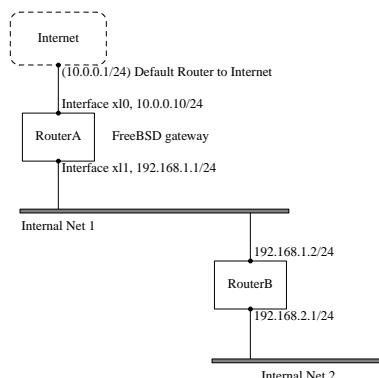 Internet
(10.0.0.1/24) Default Router to Internet
Interface xl0, 10.0.0.10/24
RouterA
FreeBSD gateway
Interface xl1, 192.168.1.1/24
Internal Net 1
192.168.1.2/24
RouterB
192.168.2.1/24
Internal Net 2